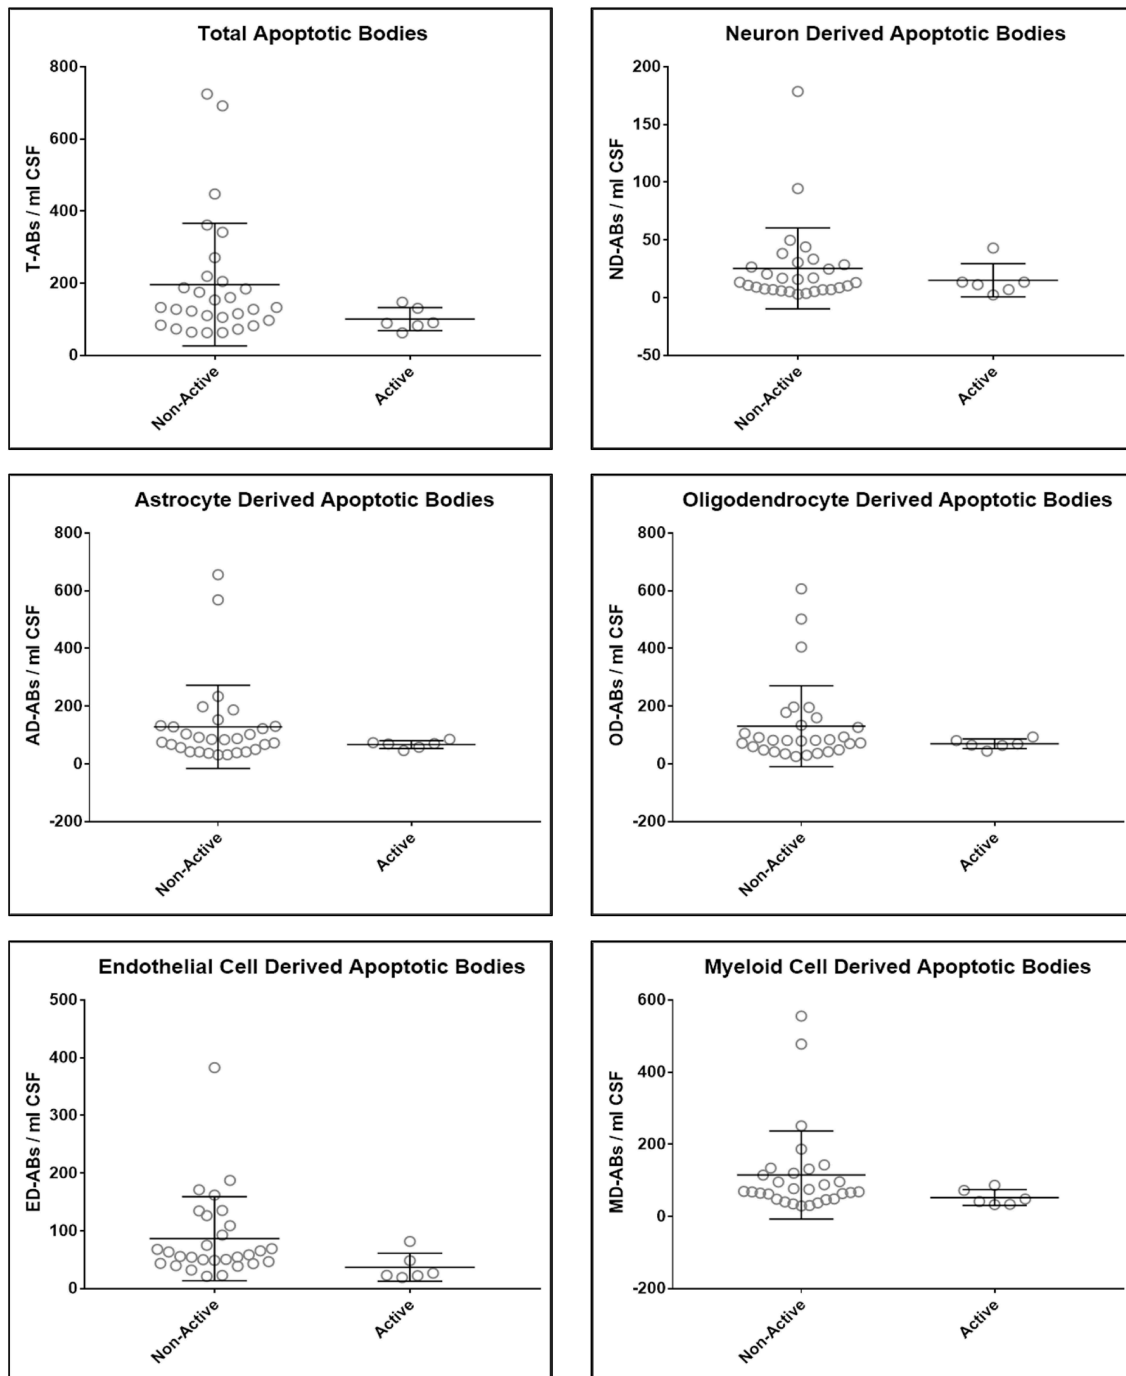 Total Apoptotic Bodies
T-ABs / ml CSF
800
600
400
200
0
Non-Active
Active
Neuron Derived Apoptotic Bodies
ND-ABs / ml CSF
200
150
100
50
0
-50
Non-Active
Active
Astrocyte Derived Apoptotic Bodies
AD-ABs / ml CSF
800
600
400
200
0
-200
Non-Active
Active
Oligodendrocyte Derived Apoptotic Bodies
OD-ABs / ml CSF
800
600
400
200
0
-200
Non-Active
Active
Endothelial Cell Derived Apoptotic Bodies
ED-ABs / ml CSF
500
400
300
200
100
0
Non-Active
Active
Myeloid Cell Derived Apoptotic Bodies
MD-ABs / ml CSF
600
400
200
0
-200
Non-Active
Active